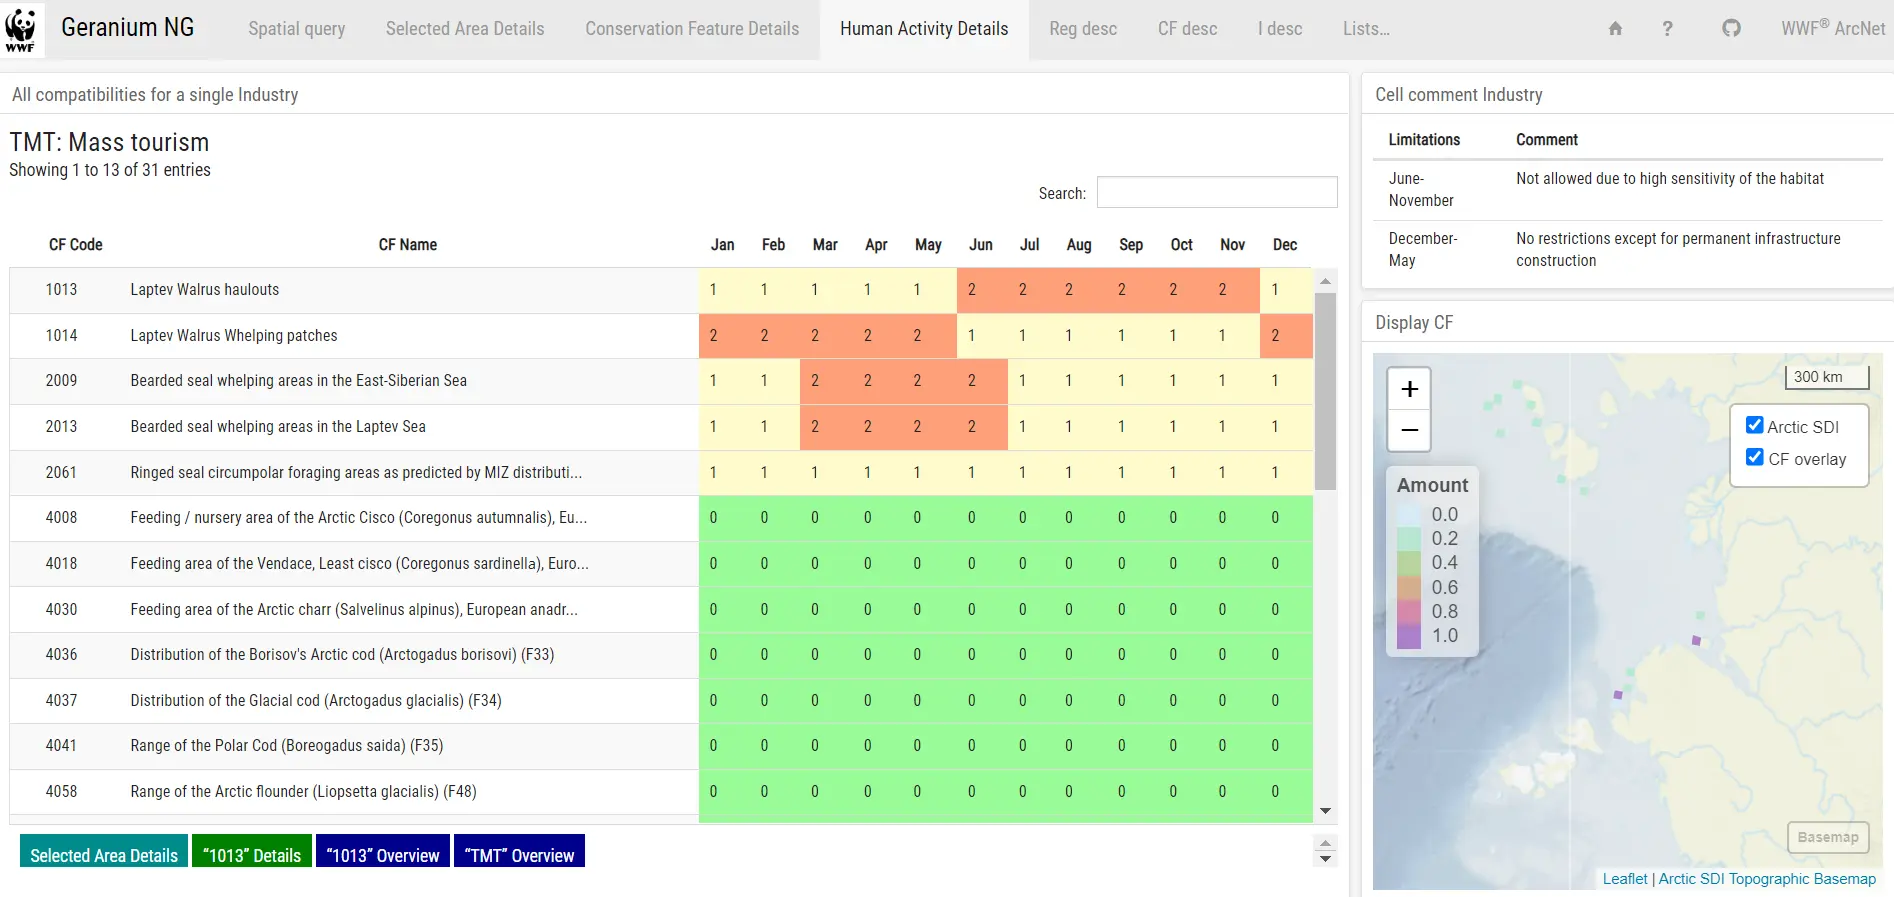 WWF
Geranium NG
Spatial query
Selected Area Details
Conservation Feature Details
Human Activity Details
Reg desc
CF desc
I desc
Lists...
?
WWF® ArcNet
All compatibilities for a single Industry
TMT: Mass tourism
Showing 1 to 13 of 31 entries
Search:
CF Code CF Name Jan Feb Mar Apr May Jun Jul Aug Sep Oct Nov Dec
1013 Laptev Walrus haulouts 1 1 1 1 1 2 2 2 2 2 2 1
1014 Laptev Walrus Whelping patches 2 2 2 2 2 1 1 1 1 1 1 2
2009 Bearded seal whelping areas in the East-Siberian Sea 1 1 2 2 2 2 1 1 1 1 1 1
2013 Bearded seal whelping areas in the Laptev Sea 1 1 2 2 2 2 1 1 1 1 1 1
2061 Ringed seal circumpolar foraging areas as predicted by MIZ distributi... 1 1 1 1 1 1 1 1 1 1 1 1
4008 Feeding / nursery area of the Arctic Cisco (Coregonus autumnalis), Eu... 0 0 0 0 0 0 0 0 0 0 0 0
4018 Feeding area of the Vendace, Least cisco (Coregonus sardinella), Euro... 0 0 0 0 0 0 0 0 0 0 0 0
4030 Feeding area of the Arctic charr (Salvelinus alpinus), European anadr... 0 0 0 0 0 0 0 0 0 0 0 0
4036 Distribution of the Borisov's Arctic cod (Arctogadus borisovi) (F33) 0 0 0 0 0 0 0 0 0 0 0 0
4037 Distribution of the Glacial cod (Arctogadus glacialis) (F34) 0 0 0 0 0 0 0 0 0 0 0 0
4041 Range of the Polar Cod (Boreogadus saida) (F35) 0 0 0 0 0 0 0 0 0 0 0 0
4058 Range of the Arctic flounder (Liopsetta glacialis) (F48) 0 0 0 0 0 0 0 0 0 0 0 0
Selected Area Details
“1013” Details
“1013” Overview
“TMT” Overview
Cell comment Industry
Limitations Comment
June-
November
Not allowed due to high sensitivity of the habitat
December-
May
No restrictions except for permanent infrastructure
construction
Display CF
+
−
300 km
Arctic SDI
CF overlay
Amount
0.0
0.2
0.4
0.6
0.8
1.0
Basemap
Leaflet | Arctic SDI Topographic Basemap